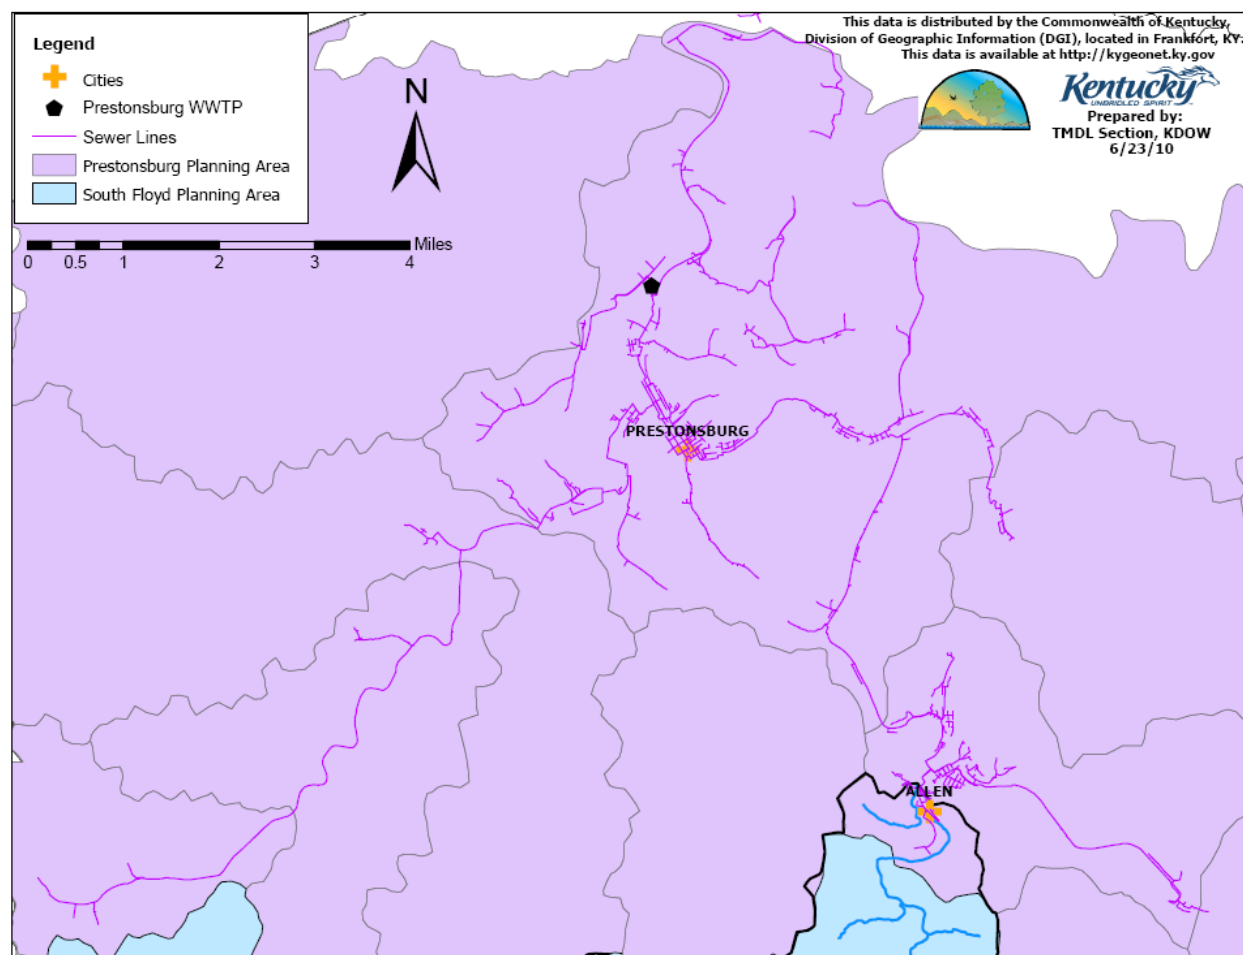 Legend
Cities
Prestonsburg WWTP
Sewer Lines
Prestonsburg Planning Area
South Floyd Planning Area
N
Miles
0 0.5 1 2 3 4
This data is distributed by the Commonwealth of Kentucky,
Division of Geographic Information (DGI), located in Frankfort, KY.
This data is available at http://kygeonet.ky.gov
Kentucky
UNBRIDLED SPIRIT
Prepared by:
TMDL Section, KDOW
6/23/10
PRESTONSBURG
ALLEN